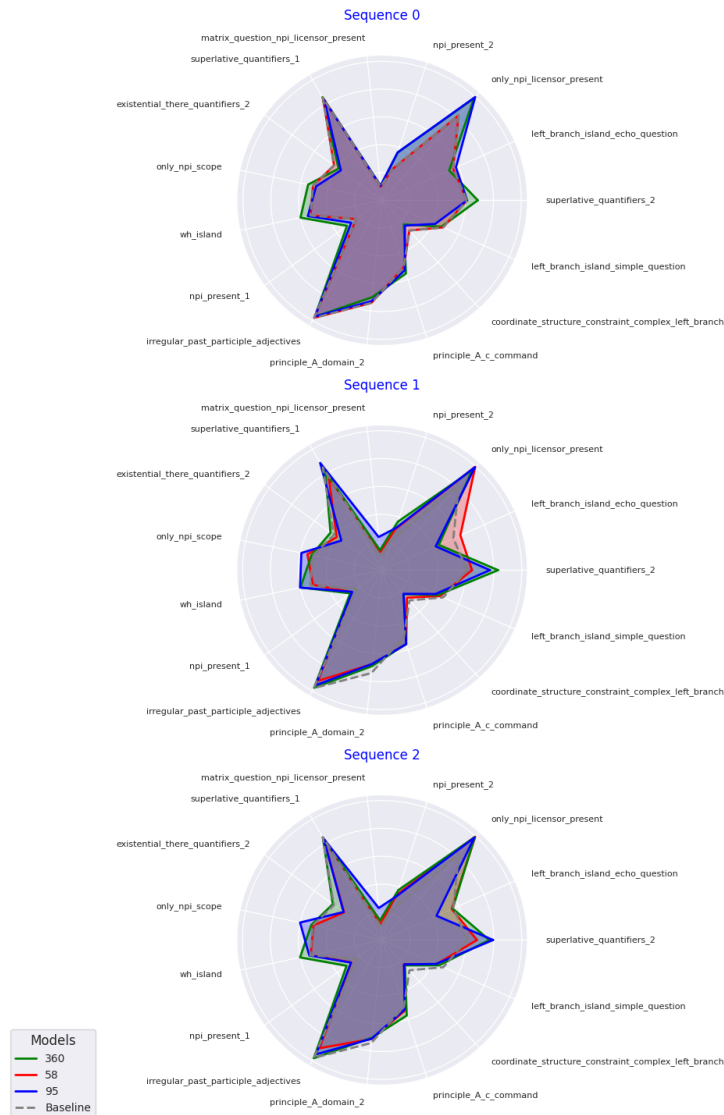 Sequence 0
matrix_question_npi_licensor_present
superlative_quantifiers_1
npi_present_2
only_npi_licensor_present
existential_there_quantifiers_2
left_branch_island_echo_question
only_npi_scope
superlative_quantifiers_2
wh_island
left_branch_island_simple_question
npi_present_1
coordinate_structure_constraint_complex_left_branch
irregular_past_participle_adjectives
principle_A_domain_2
principle_A_c_command
Sequence 1
matrix_question_npi_licensor_present
superlative_quantifiers_1
npi_present_2
only_npi_licensor_present
existential_there_quantifiers_2
left_branch_island_echo_question
only_npi_scope
superlative_quantifiers_2
wh_island
left_branch_island_simple_question
npi_present_1
coordinate_structure_constraint_complex_left_branch
irregular_past_participle_adjectives
principle_A_domain_2
principle_A_c_command
Sequence 2
matrix_question_npi_licensor_present
superlative_quantifiers_1
npi_present_2
only_npi_licensor_present
existential_there_quantifiers_2
left_branch_island_echo_question
only_npi_scope
superlative_quantifiers_2
wh_island
left_branch_island_simple_question
npi_present_1
coordinate_structure_constraint_complex_left_branch
irregular_past_participle_adjectives
principle_A_domain_2
principle_A_c_command
Models
360
58
95
Baseline